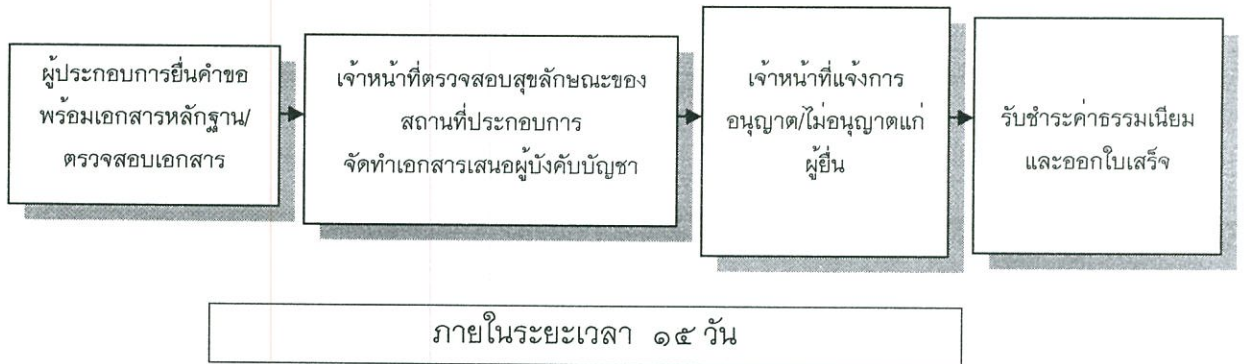 ผู้ประกอบการยื่นคำขอ
พร้อมเอกสารหลักฐาน/
ตรวจสอบเอกสาร
เจ้าหน้าที่ตรวจสอบสุขลักษณะของ
สถานที่ประกอบการ
จัดทำเอกสารเสนอผู้บังคับบัญชา
เจ้าหน้าที่แจ้งการ
อนุญาต/ไม่อนุญาตแก่
ผู้ยื่น
รับชำระค่าธรรมเนียม
และออกใบเสร็จ
ภายในระยะเวลา ๑๕ วัน